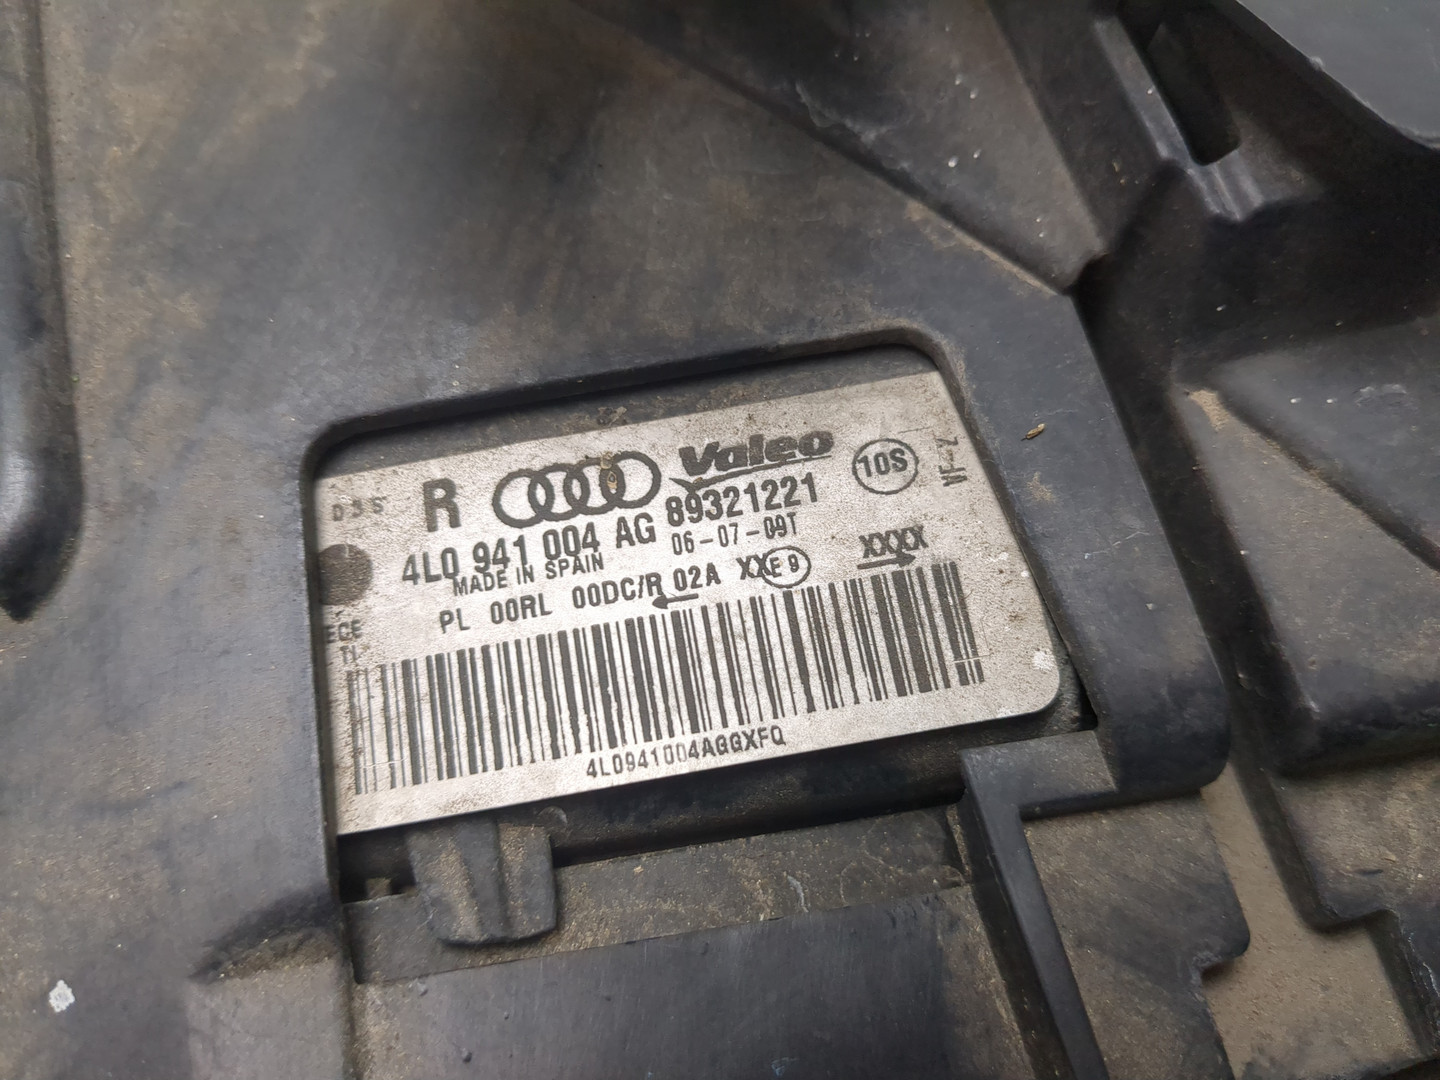 D3S R Valeo 10S VF-Z
4L0 941 004 AG 89321221
MADE IN SPAIN 06-07-09T XXXX
PL 00RL 00DC/R 02A XX E9
ECE
4L0941004AGGXFQ